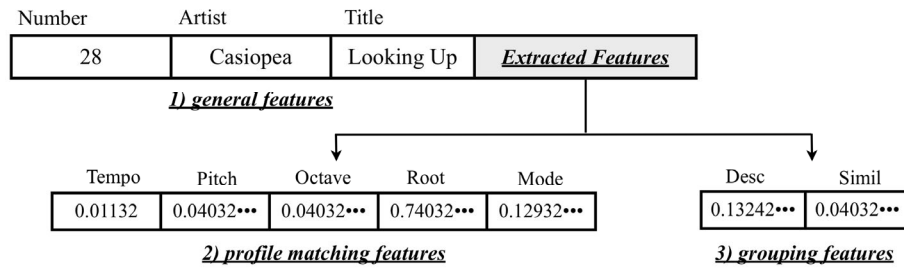 Number Artist Title
28 Casiopea Looking Up Extracted Features
1) general features
Tempo Pitch Octave Root Mode Desc Simil
0.01132 0.04032••• 0.04032••• 0.74032••• 0.12932••• 0.13242••• 0.04032•••
2) profile matching features 3) grouping features